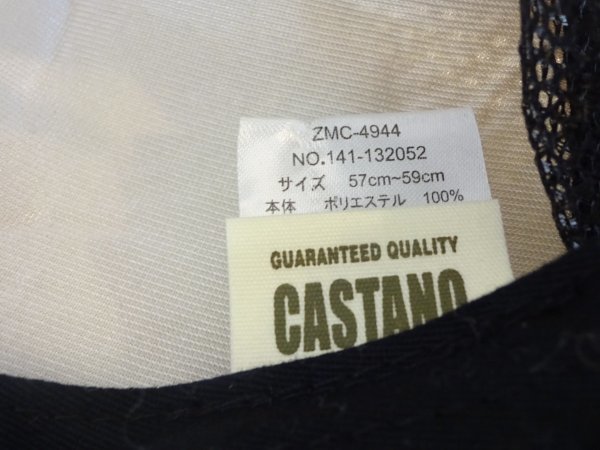 ZMC-4944
NO.141-132052
サイズ 57cm~59cm
本体 ポリエステル 100%
GUARANTEED QUALITY
CASTANO